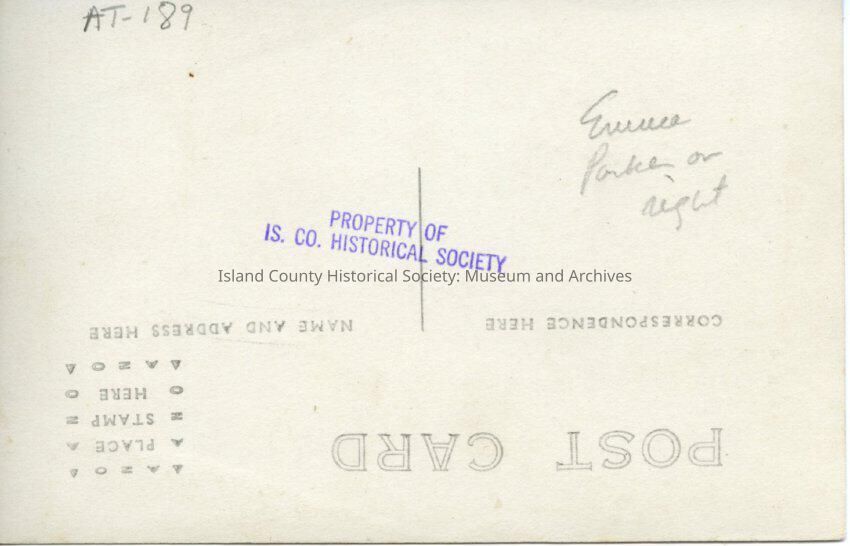 AT-189
Parker on
right
PROPERTY OF
IS. CO. HISTORICAL SOCIETY
Island County Historical Society: Museum and Archives
CORRESPONDENCE HERE
NAME AND ADDRESS HERE
POST CARD
PLACE
STAMP
HERE